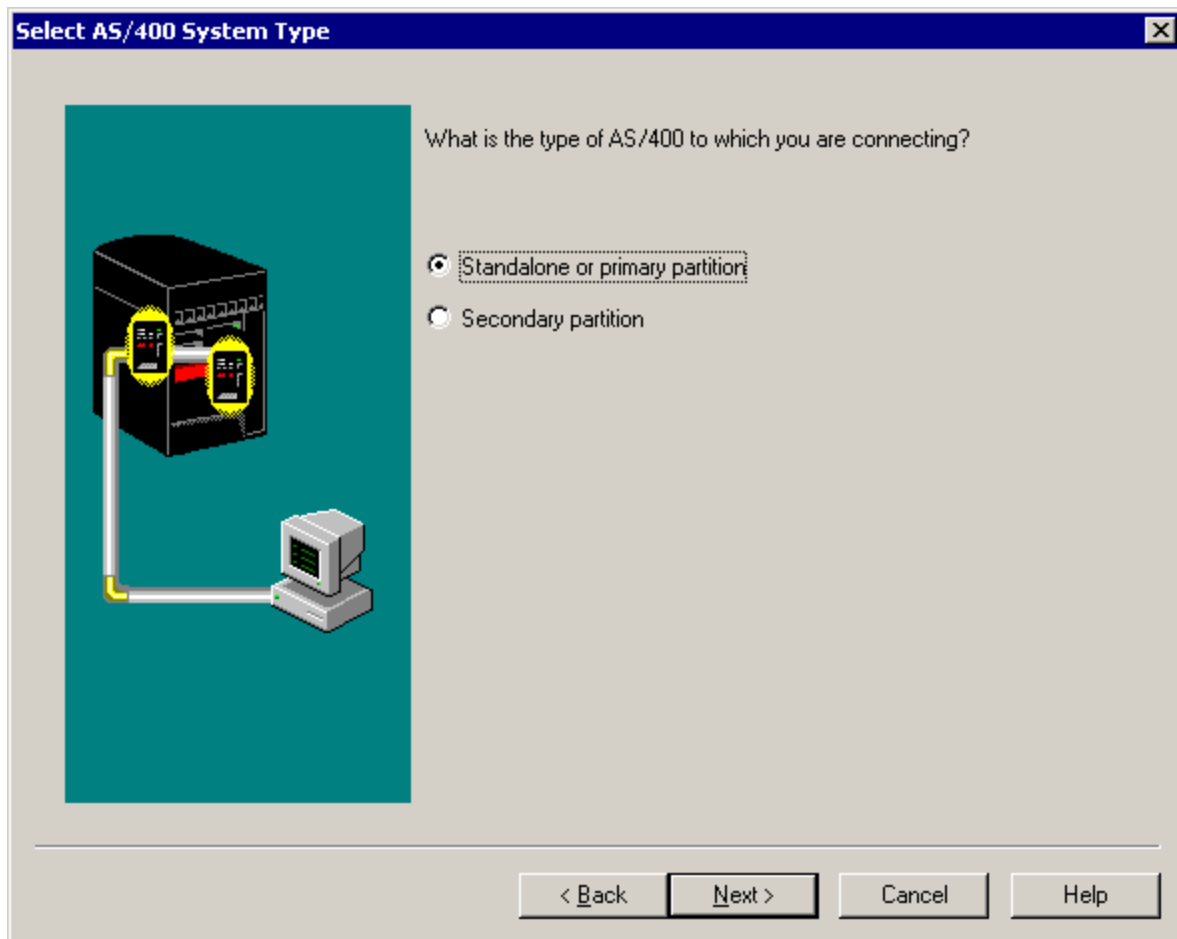 Select AS/400 System Type
What is the type of AS/400 to which you are connecting?
Standalone or primary partition
Secondary partition
< Back Next > Cancel Help